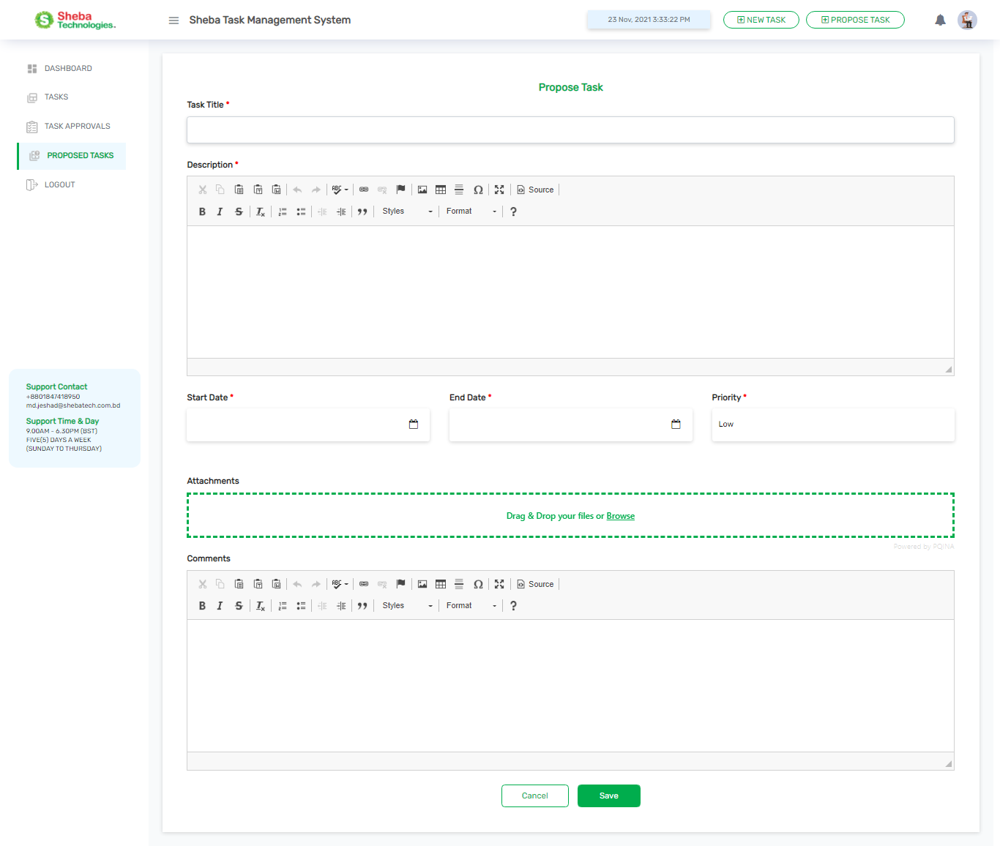 Sheba
Technologies.
Sheba Task Management System
23 Nov, 2021 3:33:22 PM
NEW TASK
PROPOSE TASK
DASHBOARD
TASKS
TASK APPROVALS
PROPOSED TASKS
LOGOUT
Support Contact
+8801847418950
md.jeshad@shebatech.com.bd
Support Time & Day
9.00AM - 6.30PM (BST)
FIVE(5) DAYS A WEEK
(SUNDAY TO THURSDAY)
Propose Task
Task Title *
Description *
Source
Styles
Format
Start Date *
End Date *
Priority *
Low
Attachments
Drag & Drop your files or Browse
Powered by PQINA
Comments
Source
Styles
Format
Cancel
Save